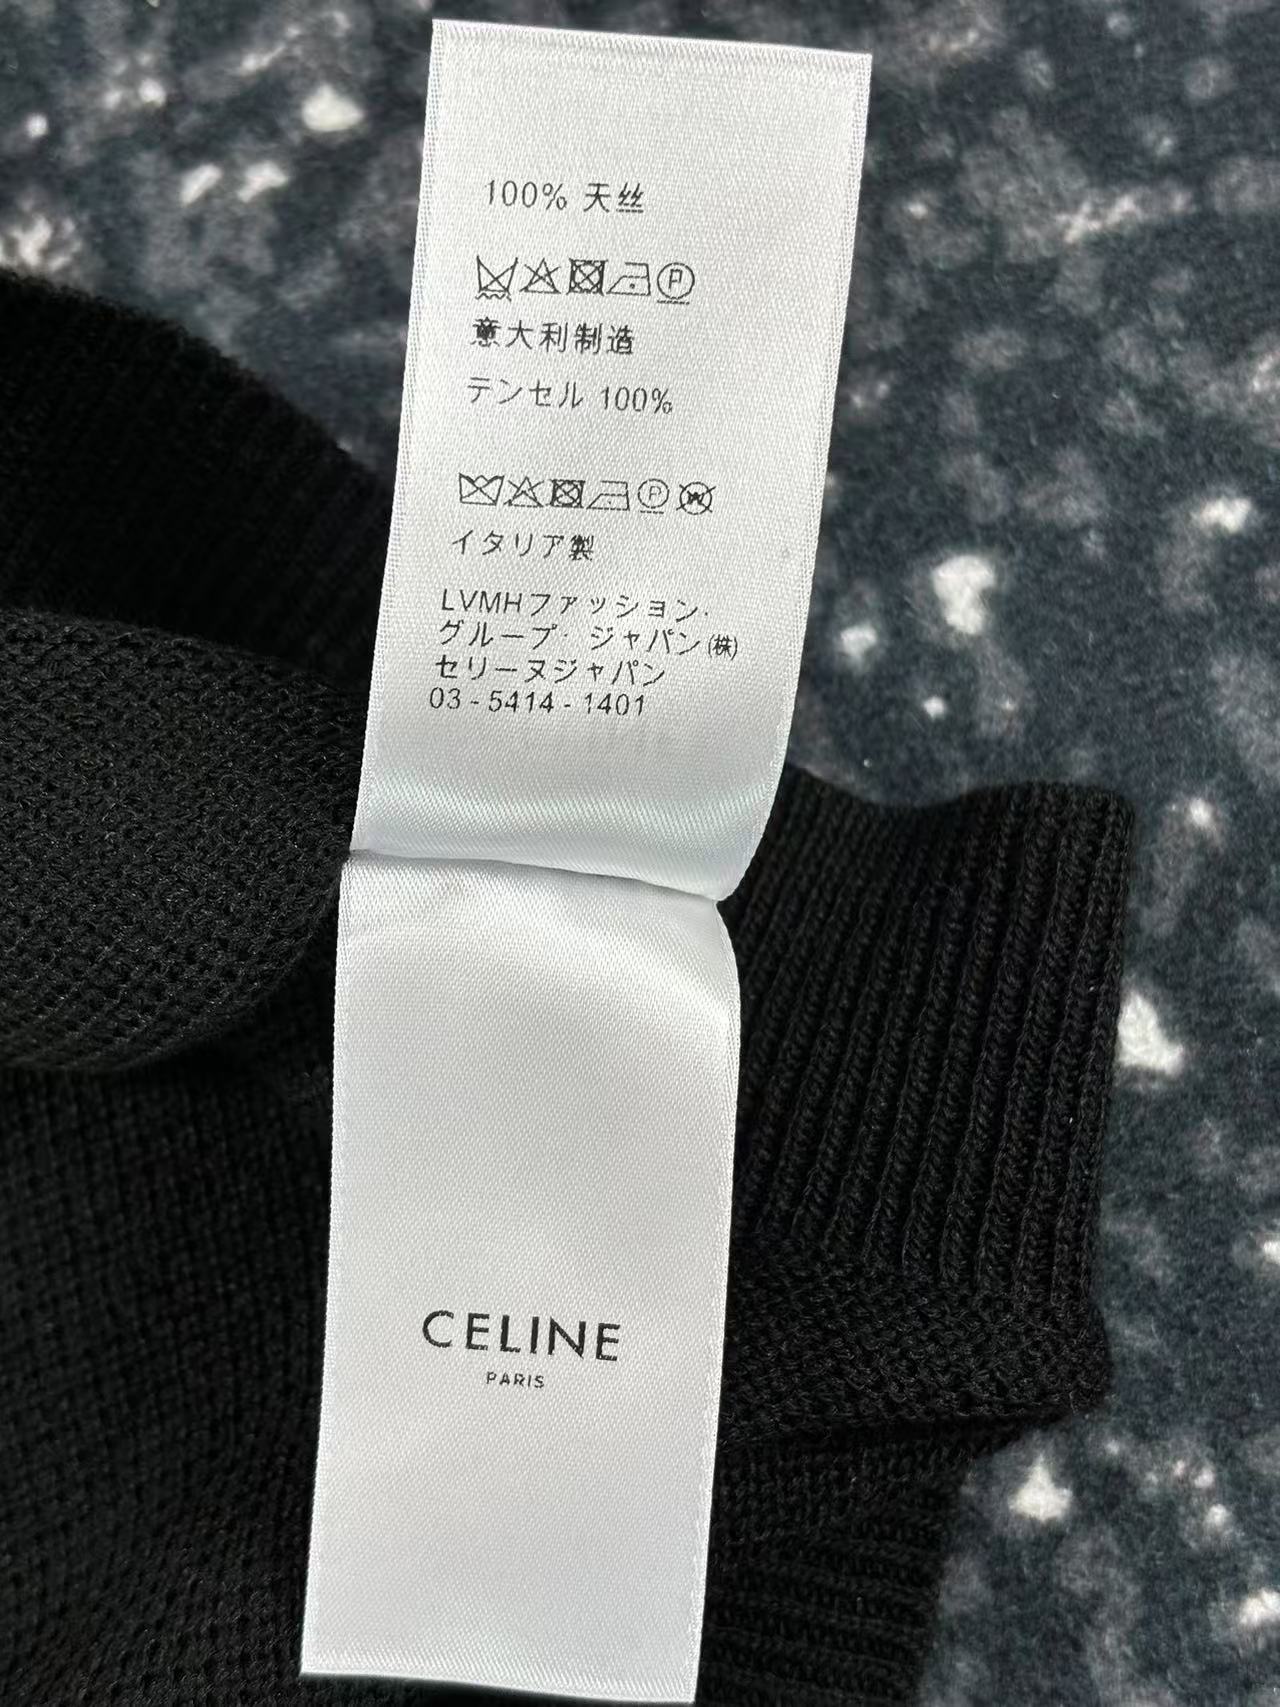 100% 天丝
P
意大利制造
テンセル 100%
P W
イタリア製
LVMHファッション・
グループ・ジャパン㈱
セリーヌジャパン
03-5414-1401
CELINE
PARIS